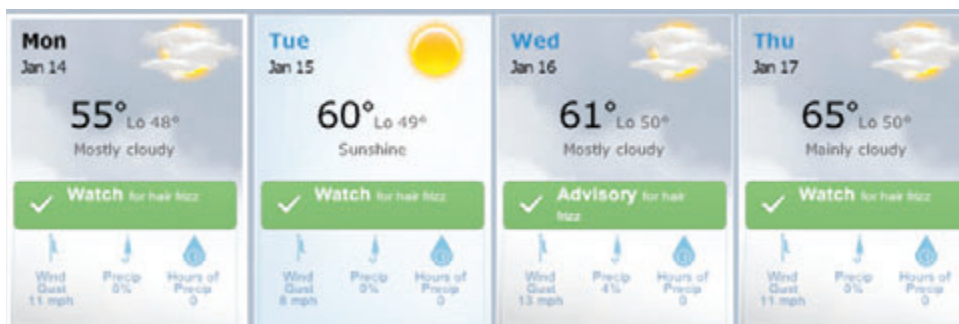 Mon
Jan 14
55° Lo 48°
Mostly cloudy
Watch for hair frizz
Wind
Gust
11 mph
Precip
0%
Hours of
Precip
0
Tue
Jan 15
60° Lo 49°
Sunshine
Watch for hair frizz
Wind
Gust
8 mph
Precip
0%
Hours of
Precip
0
Wed
Jan 16
61° Lo 50°
Mostly cloudy
Advisory for hair
frizz
Wind
Gust
13 mph
Precip
4%
Hours of
Precip
0
Thu
Jan 17
65° Lo 50°
Mainly cloudy
Watch for hair frizz
Wind
Gust
11 mph
Precip
0%
Hours of
Precip
0